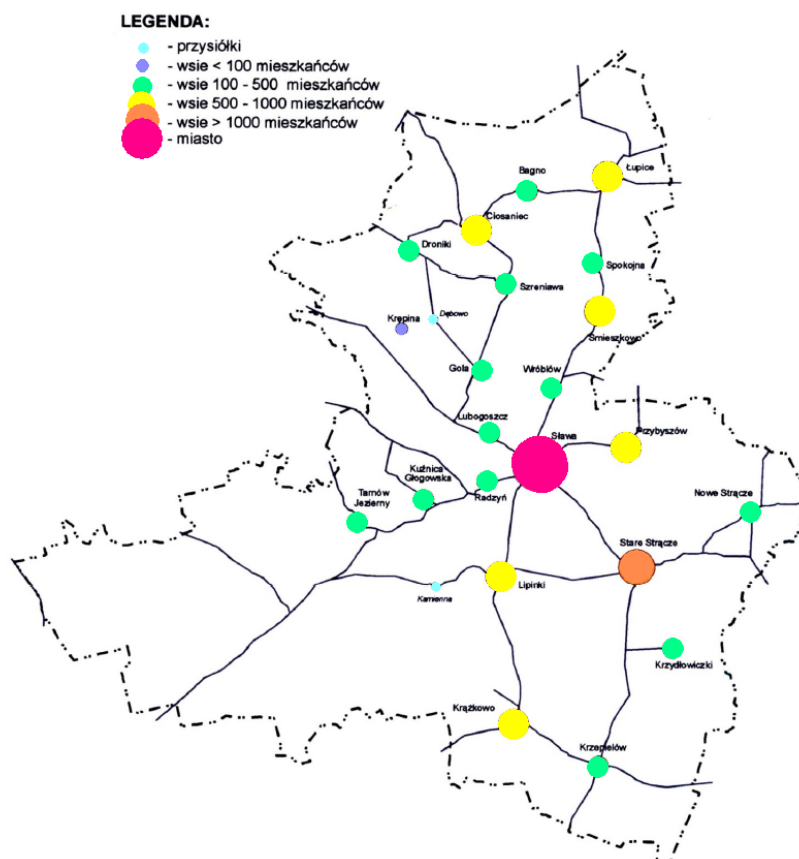 LEGENDA:
- przysiółki
- wsie < 100 mieszkańców
- wsie 100 - 500 mieszkańców
- wsie 500 - 1000 mieszkańców
- wsie > 1000 mieszkańców
- miasto
Łupice
Bagno
Ciosaniec
Droniki
Spokojna
Szreniawa
Dębowo
Krępina
Śmieszkowo
Gola
Wróblów
Lubogoszcz
Sława
Przybyszów
Kuźnica
Głogowska
Tarnów
Jezierny
Radzyń
Nowe Strącze
Stare Strącze
Lipinki
Kamienna
Krzydłowiczki
Krążkowo
Krzepielów